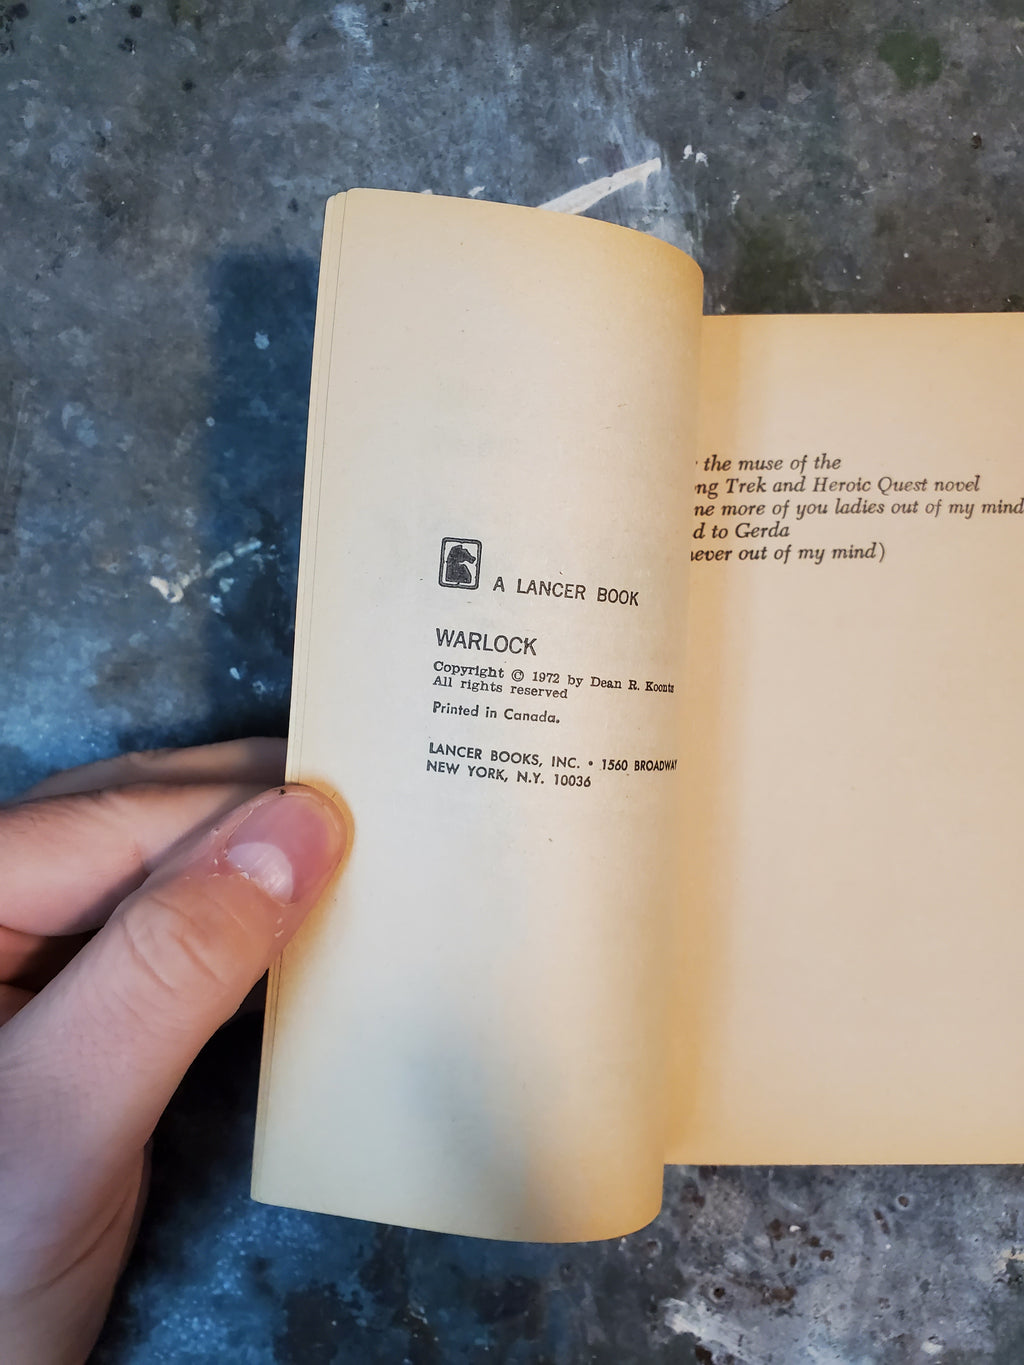 A LANCER BOOK
WARLOCK
Copyright © 1972 by Dean R. Koontz
All rights reserved
Printed in Canada.
LANCER BOOKS, INC. • 1560 BROADWAY
NEW YORK, N.Y. 10036
the muse of the
Trek and Heroic Quest novel
more of you ladies out of my mind
to Gerda
out of my mind)